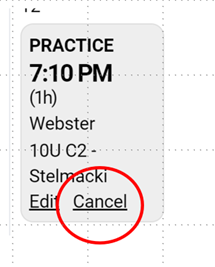 PRACTICE
7:10 PM
(1h)
Webster
10U C2 -
Stelmacki
Edit Cancel